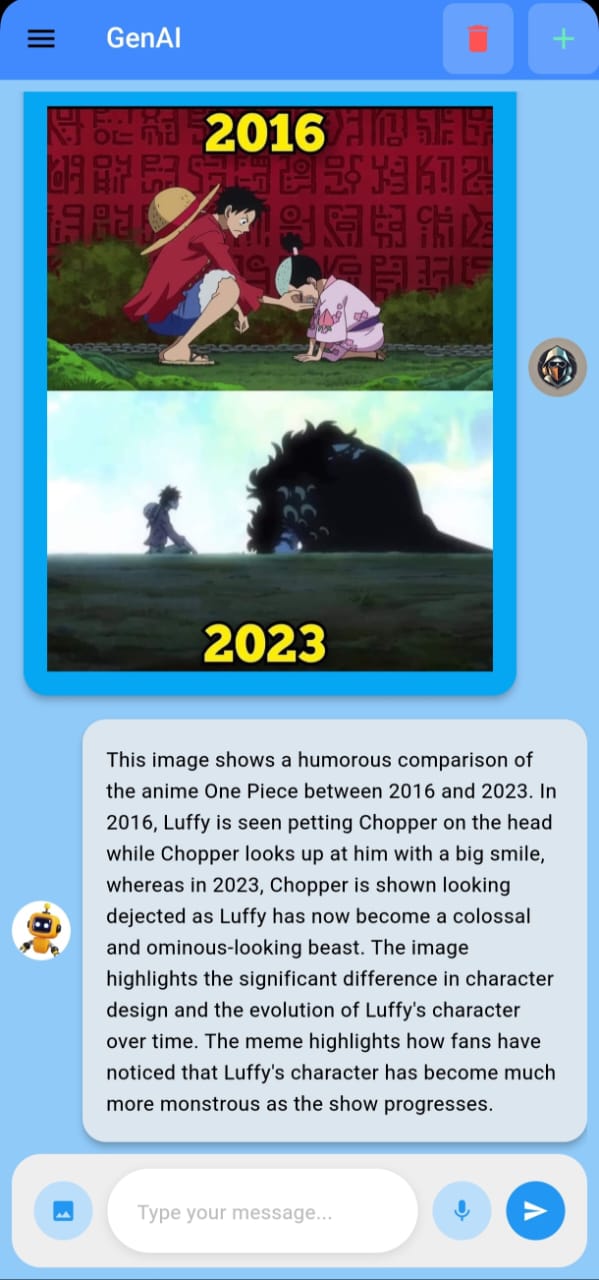 GenAI
2016
2023
This image shows a humorous comparison of
the anime One Piece between 2016 and 2023. In
2016, Luffy is seen petting Chopper on the head
while Chopper looks up at him with a big smile,
whereas in 2023, Chopper is shown looking
dejected as Luffy has now become a colossal
and ominous-looking beast. The image
highlights the significant difference in character
design and the evolution of Luffy's character
over time. The meme highlights how fans have
noticed that Luffy's character has become much
more monstrous as the show progresses.
Type your message...